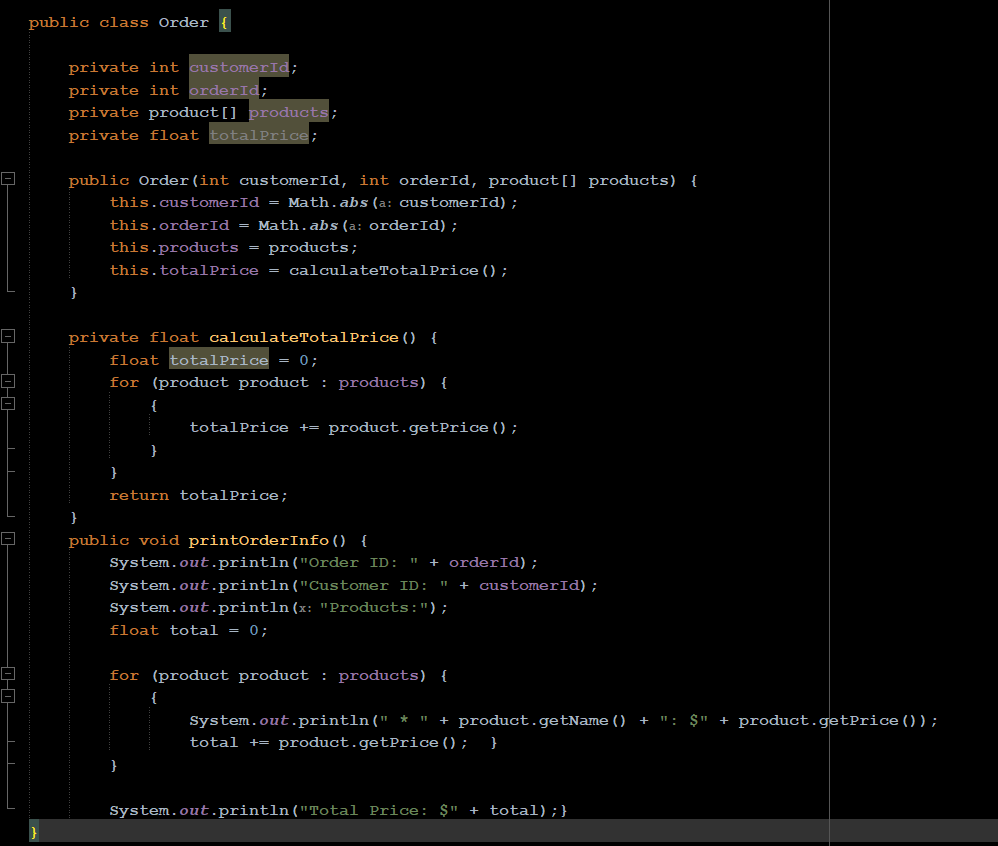 public class Order {
private int customerId;
private int orderId;
private product[] products;
private float totalPrice;
public Order(int customerId, int orderId, product[] products) {
this.customerId = Math.abs(a: customerId);
this.orderId = Math.abs(a: orderId);
this.products = products;
this.totalPrice = calculateTotalPrice();
}
private float calculateTotalPrice() {
float totalPrice = 0;
for (product product : products) {
{
totalPrice += product.getPrice();
}
}
return totalPrice;
}
public void printOrderInfo() {
System.out.println("Order ID: " + orderId);
System.out.println("Customer ID: " + customerId);
System.out.println(x: "Products:");
float total = 0;
for (product product : products) {
{
System.out.println(" * " + product.getName() + ": $" + product.getPrice());
total += product.getPrice();  }
}
System.out.println("Total Price: $" + total);}
}